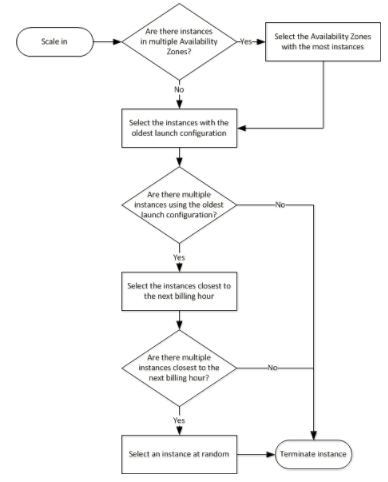 Scale in
Are there instances
in multiple Availability
Zones?
Yes
Select the Availability Zones
with the most instances
No
Select the instances with the
oldest launch configuration
Are there multiple
instances using the oldest
launch configuration?
No
Yes
Select the instances closest to
the next billing hour
Are there multiple
instances closest to the
next billing hour?
No
Yes
Select an instance at random
Terminate instance